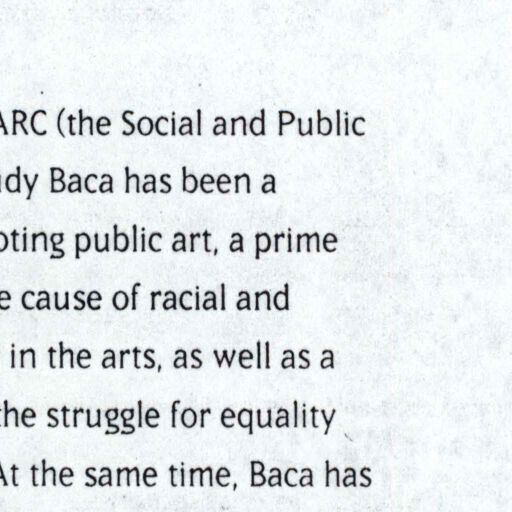 ARC (the Social and Public
dy Baca has been a
oting public art, a prime
e cause of racial and
in the arts, as well as a
the struggle for equality
At the same time, Baca has